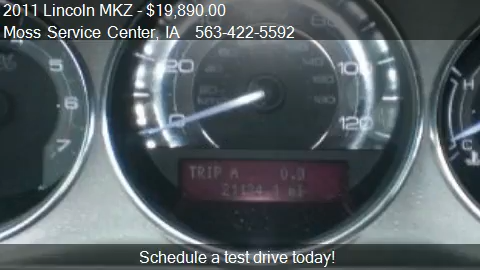 2011 Lincoln MKZ - $19,890.00
Moss Service Center, IA 563-422-5592
20 100
5
6
7
0 120
H
C
TRIP A 0.0
mi
Schedule a test drive today!